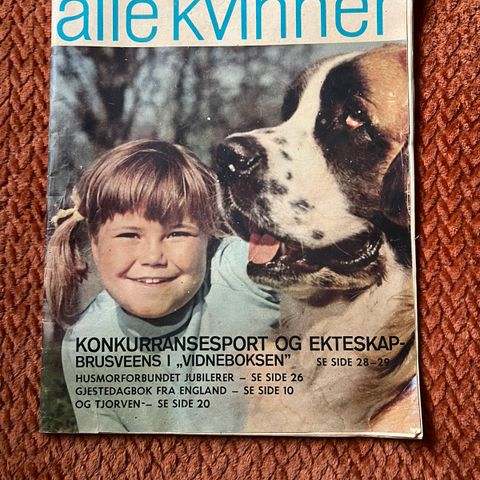 alle kvinner
KONKURRANSESPORT OG EKTESKAP-
BRUSVEENS I „VIDNEBOKSEN" SE SIDE 28–29
HUSMORFORBUNDET JUBILERER – SE SIDE 26
GJESTEDAGBOK FRA ENGLAND – SE SIDE 10
OG TJORVEN– – SE SIDE 20